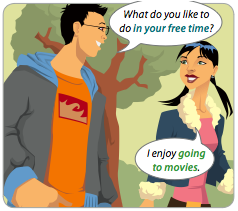 What do you like to
do in your free time?
I enjoy going
to movies.